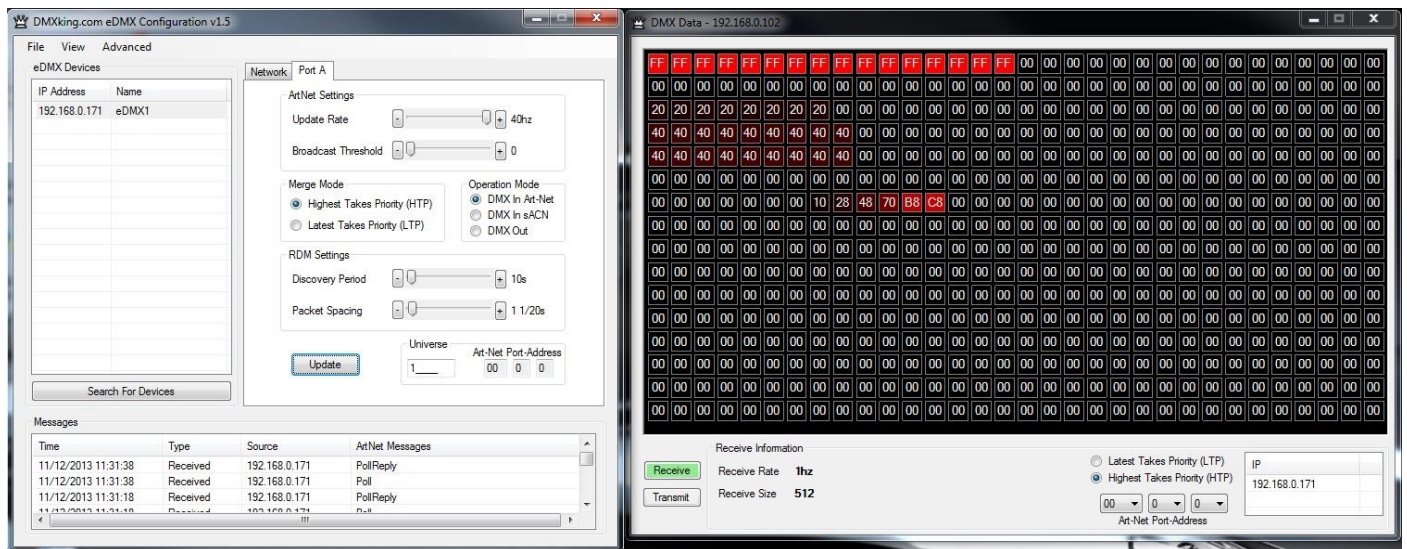 DMXking.com eDMX Configuration v1.5
File View Advanced
eDMX Devices
IP Address Name
192.168.0.171 eDMX1
Search For Devices
Network Port A
ArtNet Settings
Update Rate - + 40hz
Broadcast Threshold - + 0
Merge Mode
Highest Takes Priority (HTP)
Latest Takes Priority (LTP)
Operation Mode
DMX In Art-Net
DMX In sACN
DMX Out
RDM Settings
Discovery Period - + 10s
Packet Spacing - + 1 1/20s
Update
Universe
1____
Art-Net Port-Address
00 0 0
Messages
Time Type Source ArtNet Messages
11/12/2013 11:31:38 Received 192.168.0.171 PollReply
11/12/2013 11:31:38 Received 192.168.0.171 Poll
11/12/2013 11:31:18 Received 192.168.0.171 PollReply
DMX Data - 192.168.0.102
FF FF FF FF FF FF FF FF FF FF FF FF FF FF FF FF 00 00 00 00 00 00 00 00 00 00 00 00 00 00 00 00
00 00 00 00 00 00 00 00 00 00 00 00 00 00 00 00 00 00 00 00 00 00 00 00 00 00 00 00 00 00 00 00
20 20 20 20 20 20 20 20 00 00 00 00 00 00 00 00 00 00 00 00 00 00 00 00 00 00 00 00 00 00 00 00
40 40 40 40 40 40 40 40 40 00 00 00 00 00 00 00 00 00 00 00 00 00 00 00 00 00 00 00 00 00 00 00
40 40 40 40 40 40 40 40 40 00 00 00 00 00 00 00 00 00 00 00 00 00 00 00 00 00 00 00 00 00 00 00
00 00 00 00 00 00 00 00 00 00 00 00 00 00 00 00 00 00 00 00 00 00 00 00 00 00 00 00 00 00 00 00
00 00 00 00 00 00 00 10 28 48 70 B8 C8 00 00 00 00 00 00 00 00 00 00 00 00 00 00 00 00 00 00 00
00 00 00 00 00 00 00 00 00 00 00 00 00 00 00 00 00 00 00 00 00 00 00 00 00 00 00 00 00 00 00 00
00 00 00 00 00 00 00 00 00 00 00 00 00 00 00 00 00 00 00 00 00 00 00 00 00 00 00 00 00 00 00 00
00 00 00 00 00 00 00 00 00 00 00 00 00 00 00 00 00 00 00 00 00 00 00 00 00 00 00 00 00 00 00 00
00 00 00 00 00 00 00 00 00 00 00 00 00 00 00 00 00 00 00 00 00 00 00 00 00 00 00 00 00 00 00 00
00 00 00 00 00 00 00 00 00 00 00 00 00 00 00 00 00 00 00 00 00 00 00 00 00 00 00 00 00 00 00 00
00 00 00 00 00 00 00 00 00 00 00 00 00 00 00 00 00 00 00 00 00 00 00 00 00 00 00 00 00 00 00 00
00 00 00 00 00 00 00 00 00 00 00 00 00 00 00 00 00 00 00 00 00 00 00 00 00 00 00 00 00 00 00 00
00 00 00 00 00 00 00 00 00 00 00 00 00 00 00 00 00 00 00 00 00 00 00 00 00 00 00 00 00 00 00 00
00 00 00 00 00 00 00 00 00 00 00 00 00 00 00 00 00 00 00 00 00 00 00 00 00 00 00 00 00 00 00 00
Receive
Transmit
Receive Information
Receive Rate 1hz
Receive Size 512
Latest Takes Priority (LTP)
Highest Takes Priority (HTP)
00 0 0
Art-Net Port-Address
IP
192.168.0.171